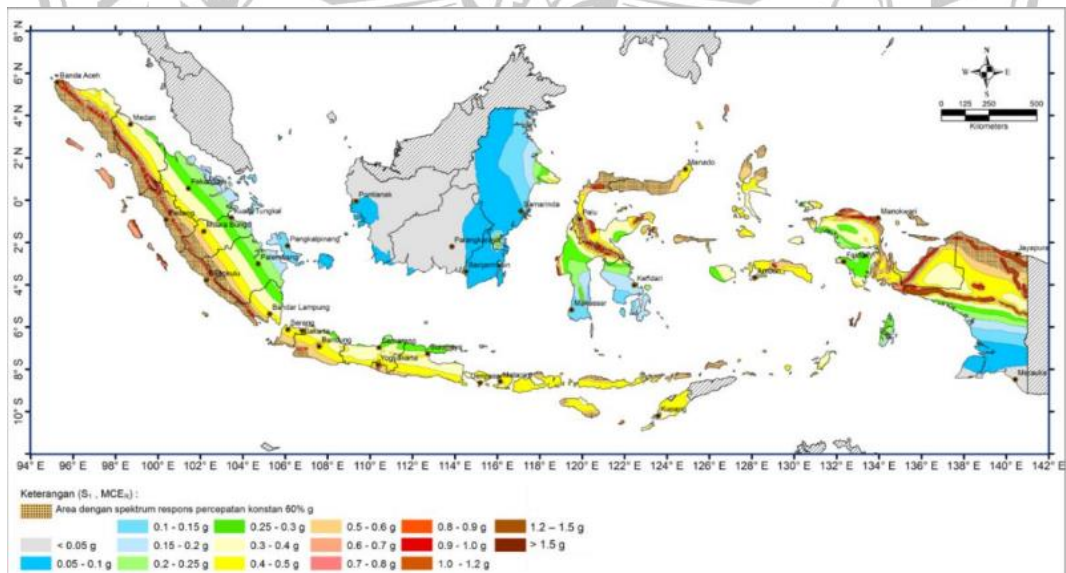 8° N
6° N
4° N
2° N
0°
2° S
4° S
6° S
8° S
10° S
N
W E
S
0 125 250 500
Kilometers
Banda Aceh
Medan
Pekanbaru
Kuala Tungkal
Padang
Muara Bungo
Pangkalpinang
Palembang
Bengkulu
Bandar Lampung
Serang
Jakarta
Bandung
Semarang
Yogyakarta
Surabaya
Denpasar
Mataram
Kupang
Pontianak
Palangkaraya
Banjarmasin
Samarinda
Manado
Palu
Kendari
Makassar
Ambon
Manokwari
Jayapura
Merauke
94° E 96° E 98° E 100° E 102° E 104° E 106° E 108° E 110° E 112° E 114° E 116° E 118° E 120° E 122° E 124° E 126° E 128° E 130° E 132° E 134° E 136° E 138° E 140° E 142° E
Keterangan (S₁ , MCEᵣ) :
Area dengan spektrum respons percepatan konstan 60% g
0.1 - 0.15 g 0.25 - 0.3 g 0.5 - 0.6 g 0.8 - 0.9 g 1.2 – 1.5 g
< 0.05 g 0.15 - 0.2 g 0.3 - 0.4 g 0.6 - 0.7 g 0.9 - 1.0 g > 1.5 g
0.05 - 0.1 g 0.2 - 0.25 g 0.4 - 0.5 g 0.7 - 0.8 g 1.0 - 1.2 g